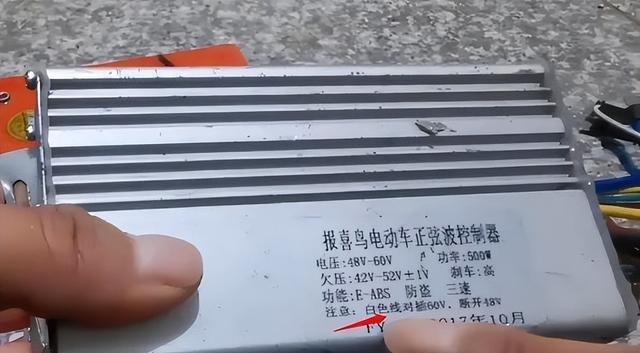 报喜鸟电动车正弦波控制器
电压:48V-60V 功率:500W
欠压:42V-52V±1V 刹车:高
功能:E-ABS 防盗 三速
注意: 白色线对插60V, 断开48V
FY 2017年10月